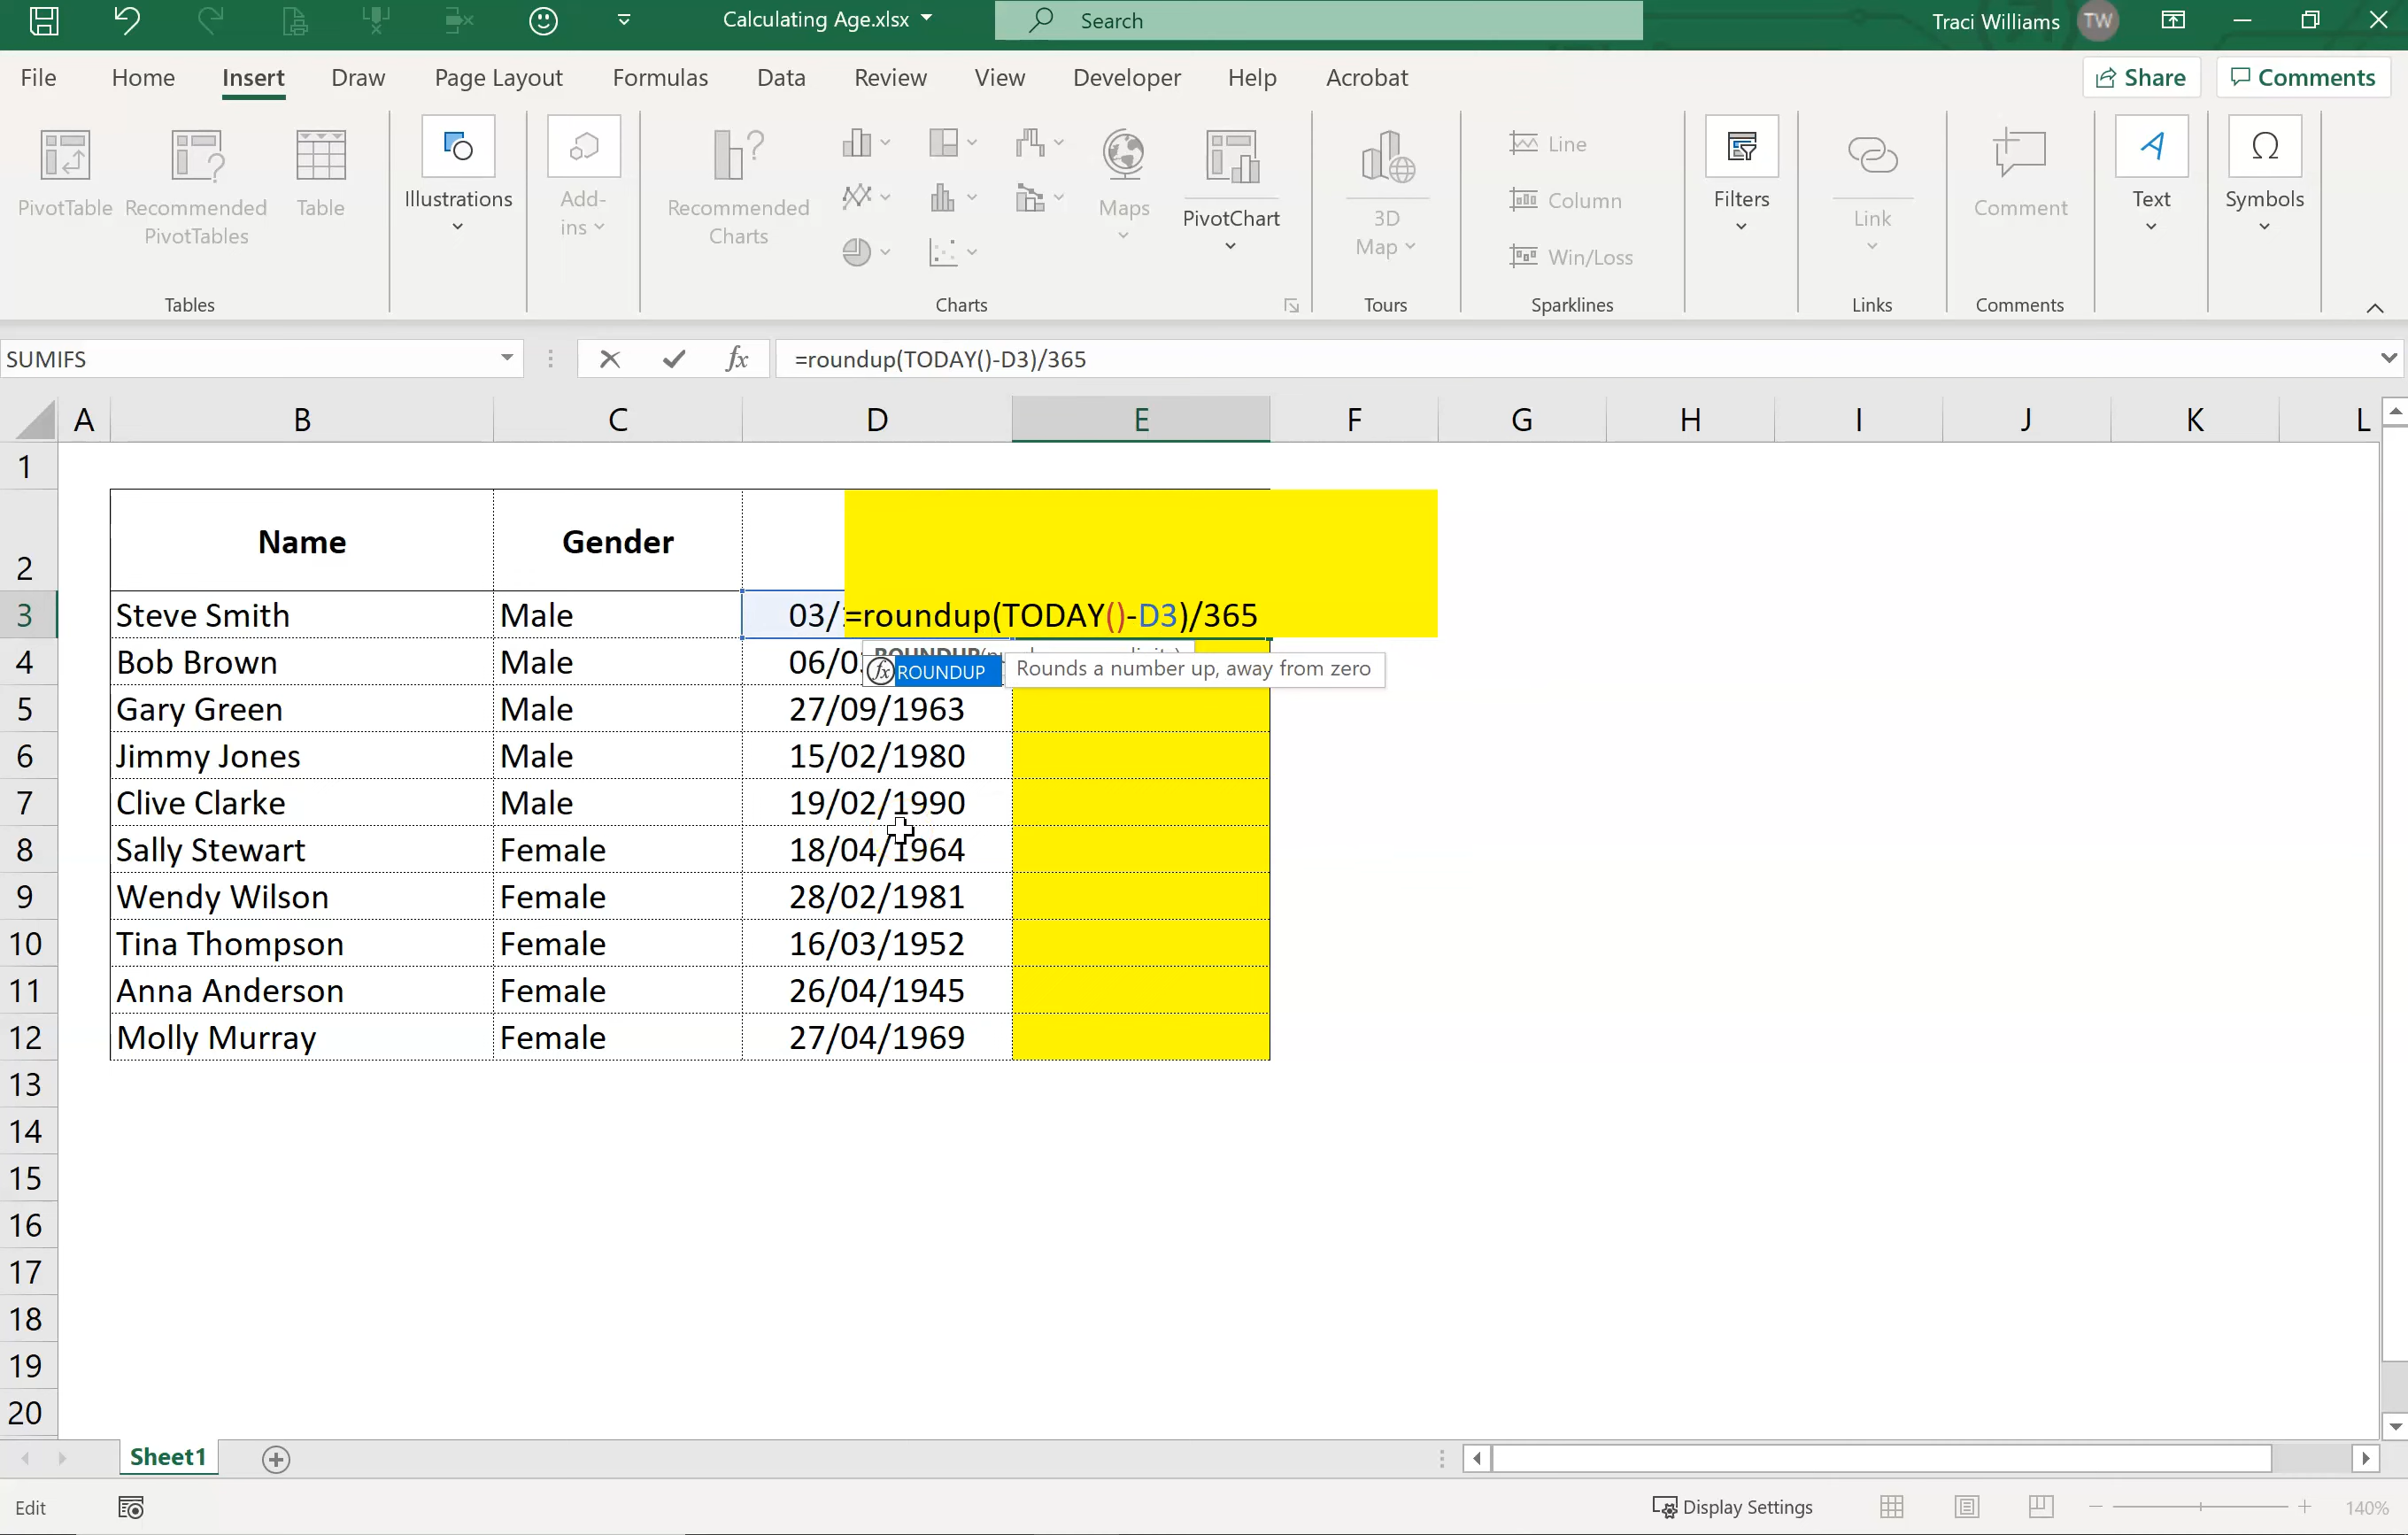 Calculating Age.xlsx
Search
Traci Williams TW
File Home Insert Draw Page Layout Formulas Data Review View Developer Help Acrobat Share Comments
PivotTable
Recommended
PivotTables
Table
Tables
Illustrations
Add-
ins
Recommended
Charts
Maps
PivotChart
Charts
3D
Map
Tours
Line
Column
Win/Loss
Sparklines
Filters
Link
Links
Comment
Comments
Text
Symbols
SUMIFS fx =roundup(TODAY()-D3)/365
A B C D E F G H I J K L
1
2 Name Gender
3 Steve Smith Male 03/ =roundup(TODAY()-D3)/365
4 Bob Brown Male 06/0
fx ROUNDUP Rounds a number up, away from zero
5 Gary Green Male 27/09/1963
6 Jimmy Jones Male 15/02/1980
7 Clive Clarke Male 19/02/1990
8 Sally Stewart Female 18/04/1964
9 Wendy Wilson Female 28/02/1981
10 Tina Thompson Female 16/03/1952
11 Anna Anderson Female 26/04/1945
12 Molly Murray Female 27/04/1969
13
14
15
16
17
18
19
20
Sheet1
Edit Display Settings 140%